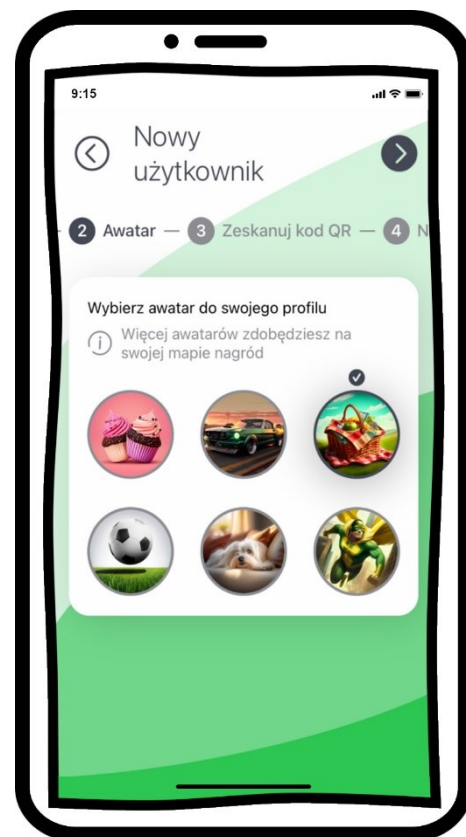 9:15
Nowy
użytkownik
2 Awatar — 3 Zeskanuj kod QR — 4 N
Wybierz awatar do swojego profilu
Więcej awatarów zdobędziesz na
swojej mapie nagród